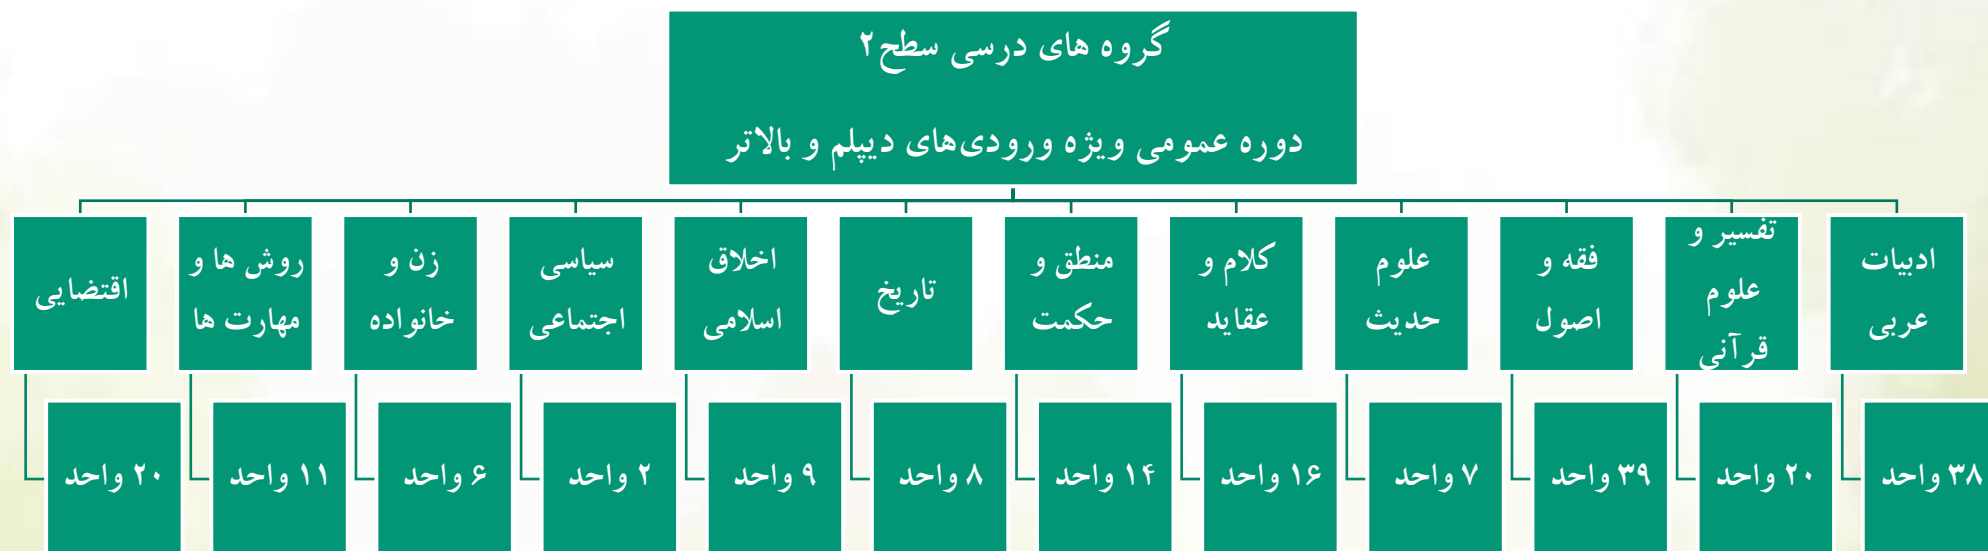 گروه های درسی سطح۲
دوره عمومی ویژه ورودی‌های دیپلم و بالاتر
ادبیات
عربی
تفسیر و
علوم
قرآنی
فقه و
اصول
علوم
حدیث
کلام و
عقاید
منطق و
حکمت
تاریخ
اخلاق
اسلامی
سیاسی
اجتماعی
زن و
خانواده
روش ها و
مهارت ها
اقتضایی
۳۸ واحد
۲۰ واحد
۳۹ واحد
۷ واحد
۱۶ واحد
۱۴ واحد
۸ واحد
۹ واحد
۲ واحد
۶ واحد
۱۱ واحد
۲۰ واحد